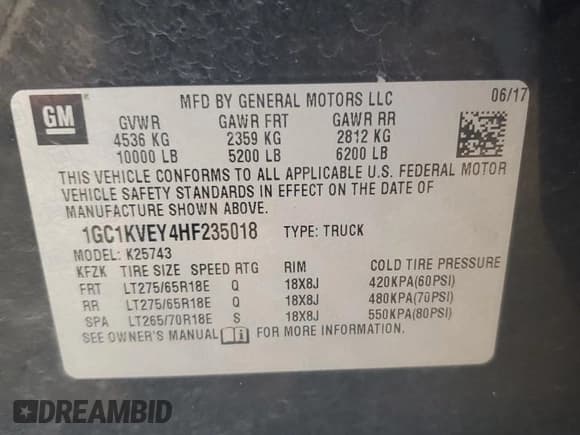 GM
MFD BY GENERAL MOTORS LLC 06/17
GVWR GAWR FRT GAWR RR
4536 KG 2359 KG 2812 KG
10000 LB 5200 LB 6200 LB
THIS VEHICLE CONFORMS TO ALL APPLICABLE U.S. FEDERAL MOTOR
VEHICLE SAFETY STANDARDS IN EFFECT ON THE DATE OF
MANUFACTURE SHOWN ABOVE.
1GC1KVEY4HF235018 TYPE: TRUCK
MODEL: K25743
KFZK TIRE SIZE SPEED RTG RIM COLD TIRE PRESSURE
FRT LT275/65R18E Q 18X8J 420KPA(60PSI)
RR LT275/65R18E Q 18X8J 480KPA(70PSI)
SPA LT265/70R18E S 18X8J 550KPA(80PSI)
SEE OWNER'S MANUAL FOR MORE INFORMATION.
DREAMBID